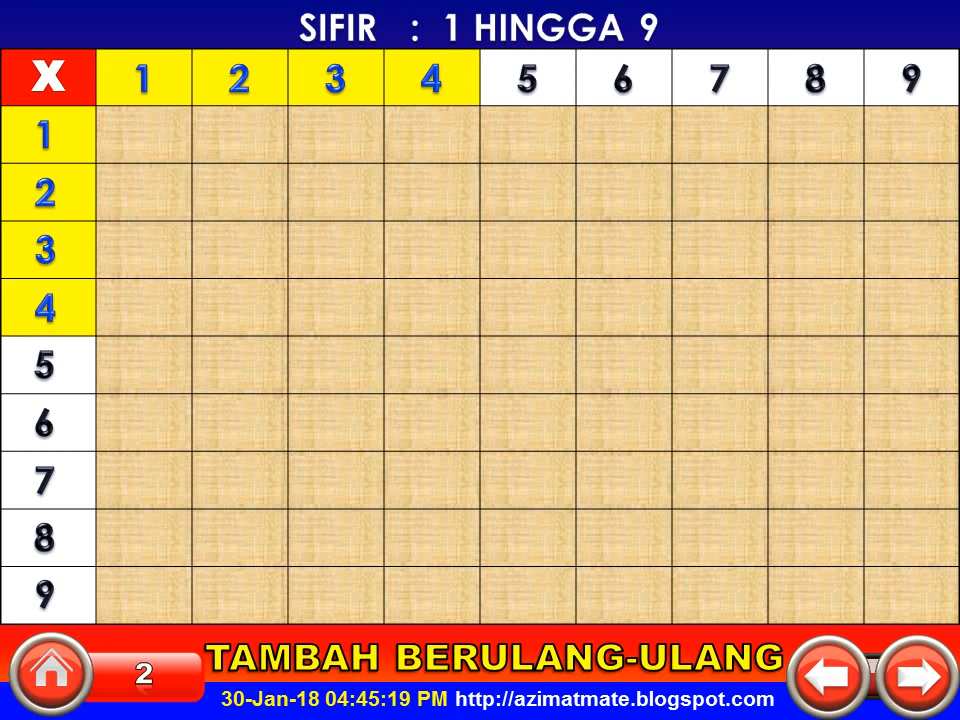 SIFIR : 1 HINGGA 9
X 1 2 3 4 5 6 7 8 9
1
2
3
4
5
6
7
8
9
2 TAMBAH BERULANG-ULANG
30-Jan-18 04:45:19 PM http://azimatmate.blogspot.com